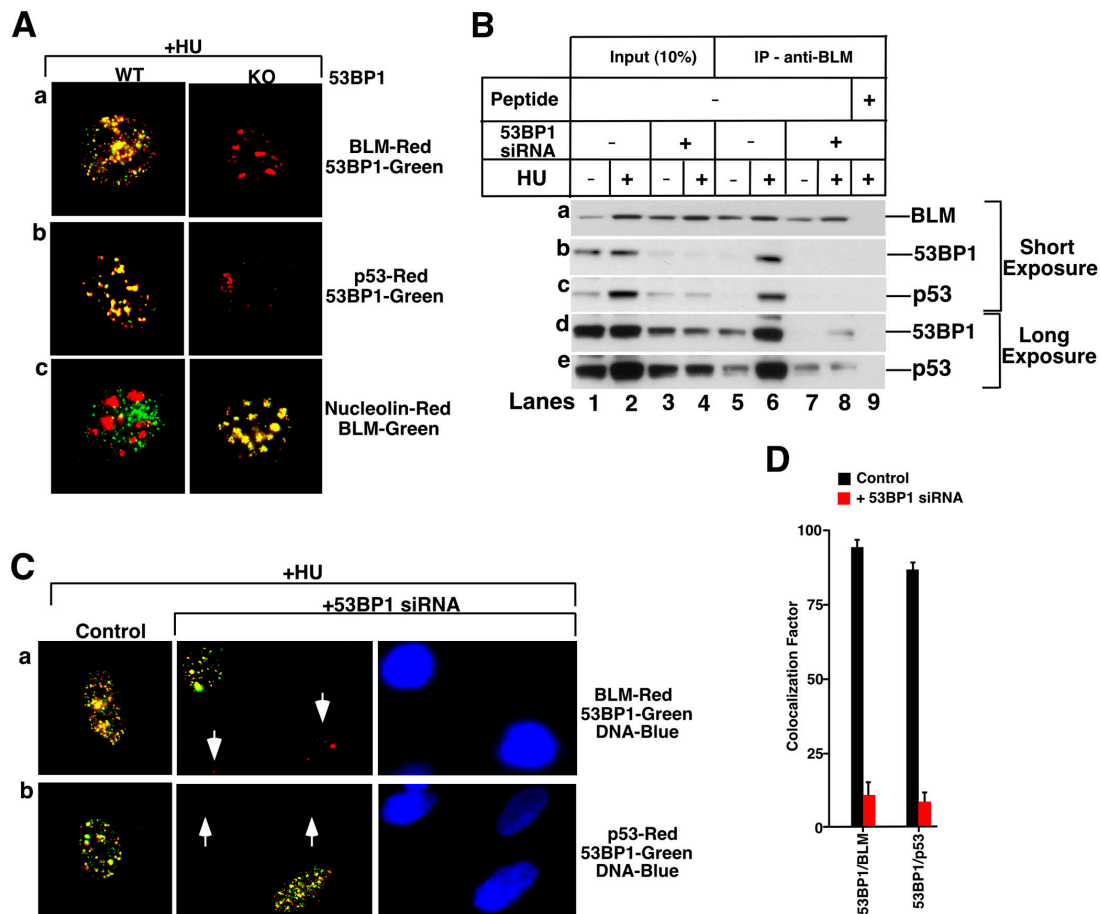 A
+HU
WT KO 53BP1
a
BLM-Red
53BP1-Green
b
p53-Red
53BP1-Green
c
Nucleolin-Red
BLM-Green
B
Input (10%) IP - anti-BLM
Peptide - +
53BP1
siRNA
- + - +
HU - + - + - + - + +
a BLM
b 53BP1
c p53
Short
Exposure
d 53BP1
e p53
Long
Exposure
Lanes 1 2 3 4 5 6 7 8 9
C
+HU
+53BP1 siRNA
Control
a
BLM-Red
53BP1-Green
DNA-Blue
b
p53-Red
53BP1-Green
DNA-Blue
D
Control
+ 53BP1 siRNA
Colocalization Factor
100
75
50
25
0
53BP1/BLM
53BP1/p53